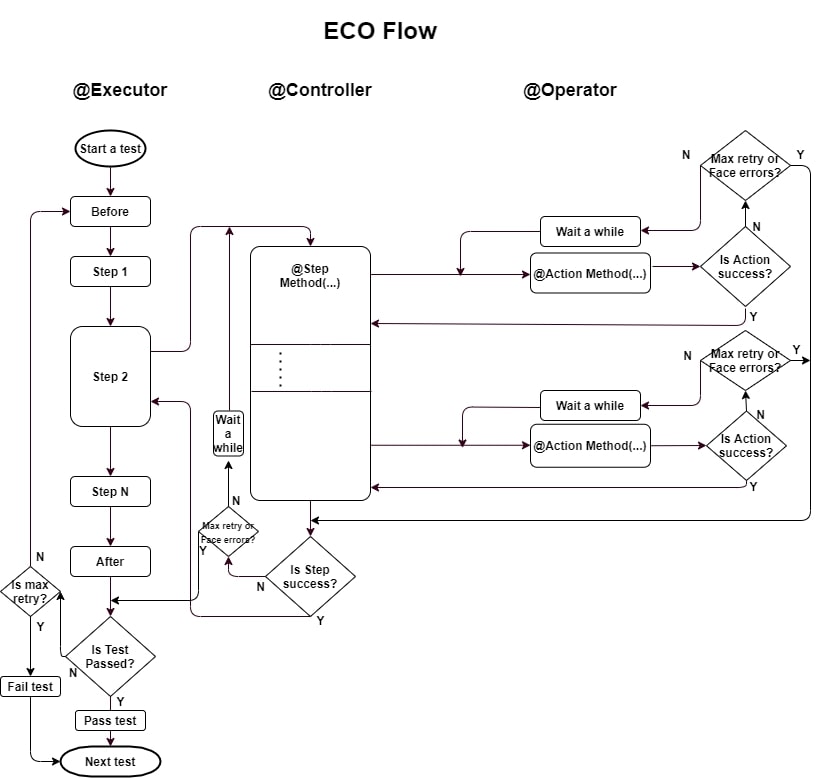 ECO Flow
@Executor
@Controller
@Operator
Start a test
Before
Step 1
Step 2
Step N
After
Is Test
Passed?
N
Y
Pass test
Next test
Is max
retry?
N
Y
Fail test
@Step
Method(...)
Wait
a
while
N
Max retry or
Face errors?
Y
N
Is Step
success?
Y
N
Max retry or
Face errors?
Y
Wait a while
N
@Action Method(...)
Is Action
success?
Y
N
Max retry or
Face errors?
Y
Wait a while
N
@Action Method(...)
Is Action
success?
Y